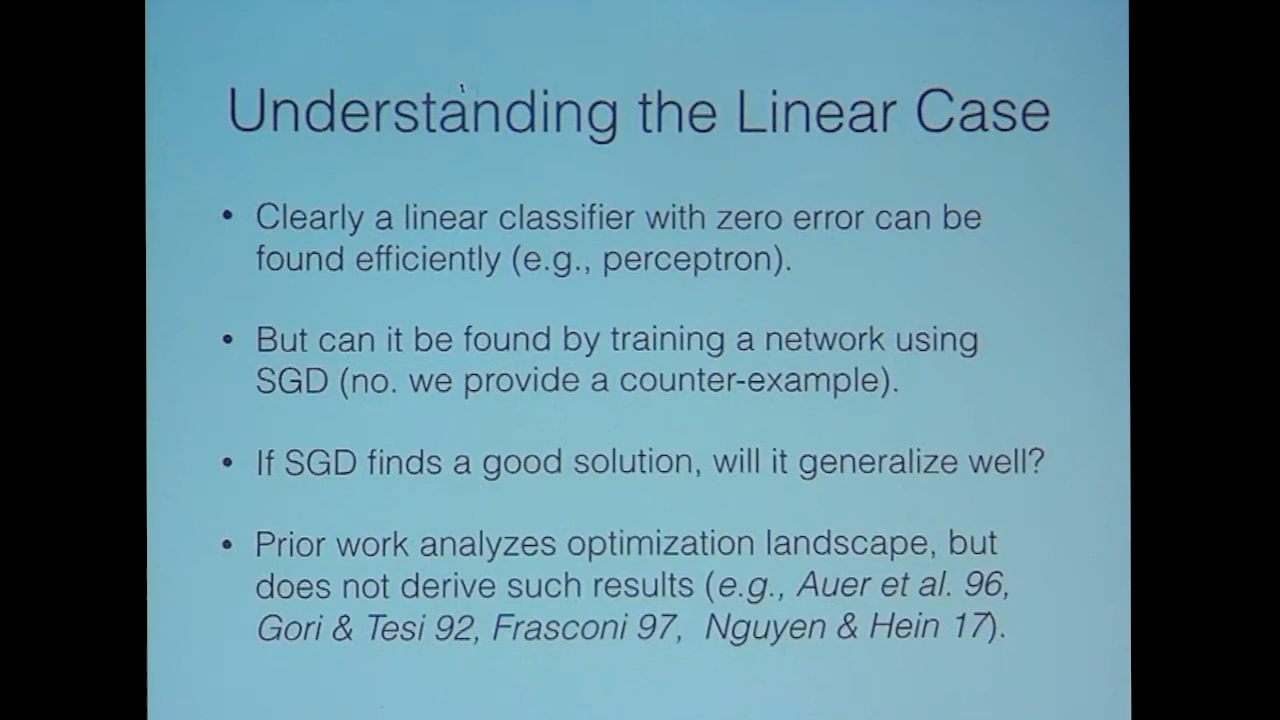 Understanding the Linear Case
• Clearly a linear classifier with zero error can be
found efficiently (e.g., perceptron).
• But can it be found by training a network using
SGD (no. we provide a counter-example).
• If SGD finds a good solution, will it generalize well?
• Prior work analyzes optimization landscape, but
does not derive such results (e.g., Auer et al. 96,
Gori & Tesi 92, Frasconi 97, Nguyen & Hein 17).